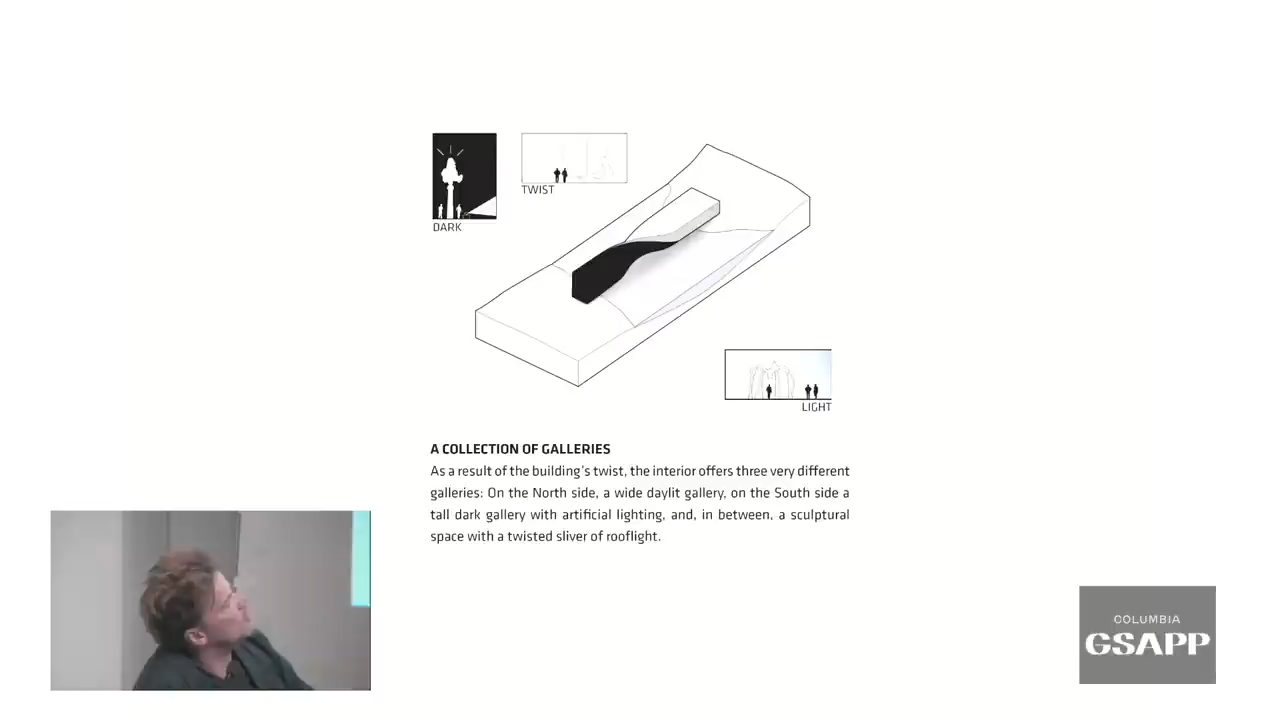 DARK
TWIST
LIGHT
A COLLECTION OF GALLERIES
As a result of the building's twist, the interior offers three very different
galleries: On the North side, a wide daylit gallery, on the South side a
tall dark gallery with artificial lighting, and, in between, a sculptural
space with a twisted sliver of rooflight.
COLUMBIA
GSAPP